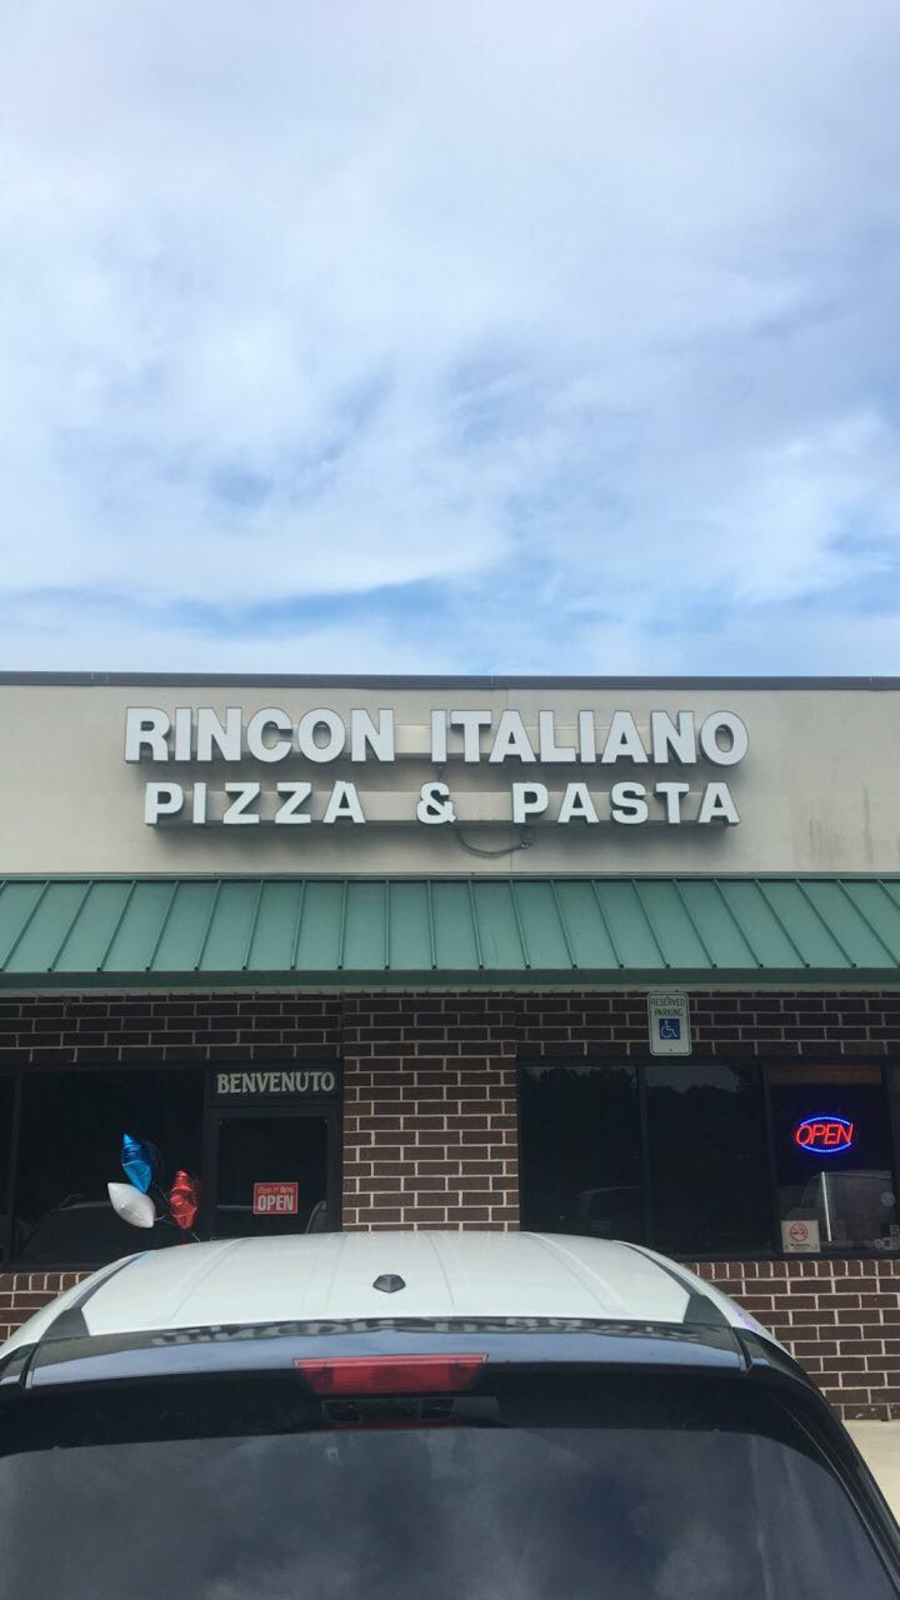 RINCON ITALIANO
PIZZA & PASTA
RESERVED
PARKING
BENVENUTO
OPEN
OPEN